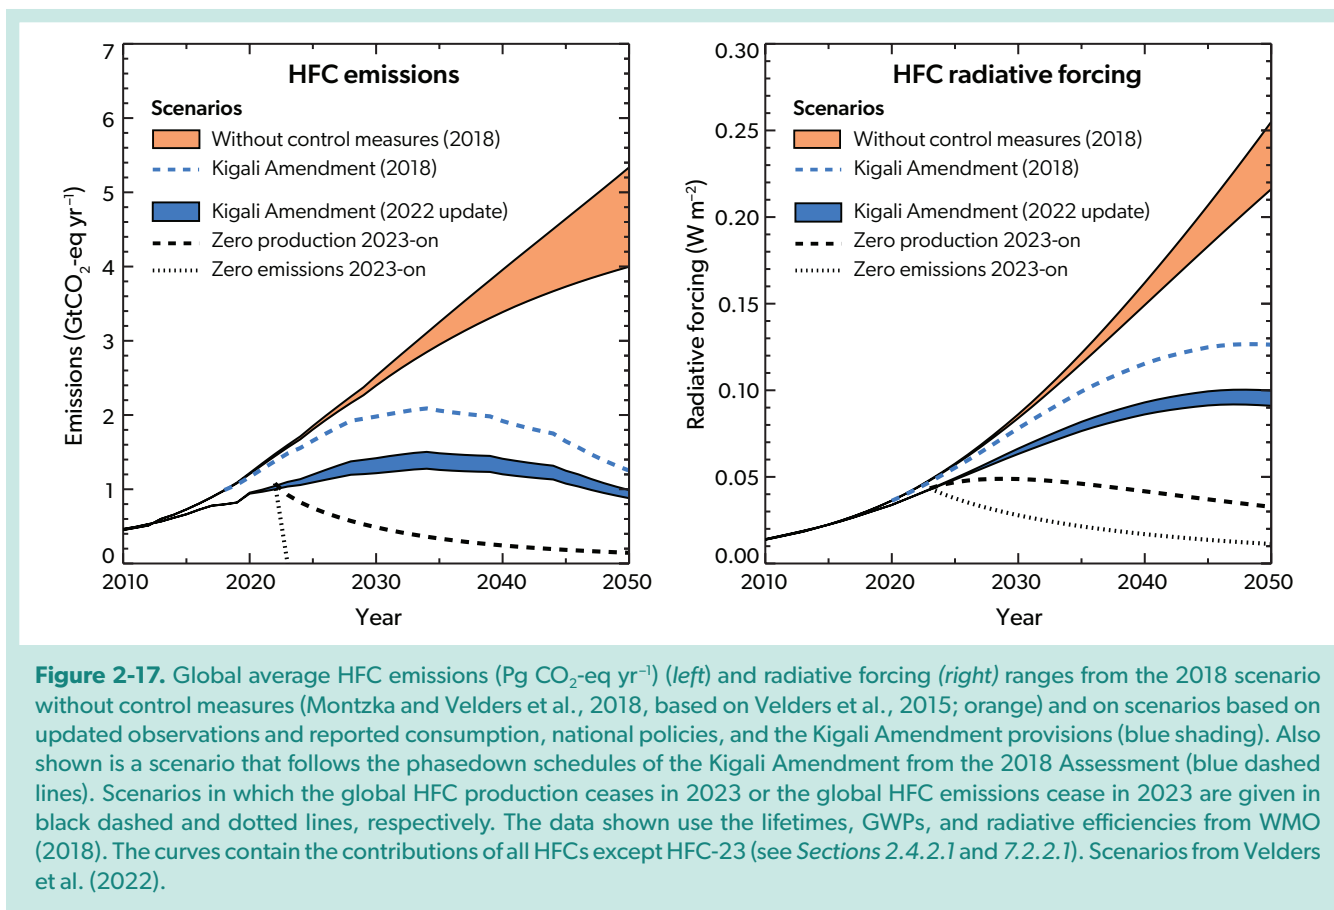 HFC emissions
Scenarios
Without control measures (2018)
Kigali Amendment (2018)
Kigali Amendment (2022 update)
Zero production 2023-on
Zero emissions 2023-on
Emissions (GtCO₂-eq yr⁻¹)
7
6
5
4
3
2
1
0
2010 2020 2030 2040 2050
Year
HFC radiative forcing
Scenarios
Without control measures (2018)
Kigali Amendment (2018)
Kigali Amendment (2022 update)
Zero production 2023-on
Zero emissions 2023-on
Radiative forcing (W m⁻²)
0.30
0.25
0.20
0.15
0.10
0.05
0.00
2010 2020 2030 2040 2050
Year
Figure 2-17. Global average HFC emissions (Pg CO₂-eq yr⁻¹) (left) and radiative forcing (right) ranges from the 2018 scenario
without control measures (Montzka and Velders et al., 2018, based on Velders et al., 2015; orange) and on scenarios based on
updated observations and reported consumption, national policies, and the Kigali Amendment provisions (blue shading). Also
shown is a scenario that follows the phasedown schedules of the Kigali Amendment from the 2018 Assessment (blue dashed
lines). Scenarios in which the global HFC production ceases in 2023 or the global HFC emissions cease in 2023 are given in
black dashed and dotted lines, respectively. The data shown use the lifetimes, GWPs, and radiative efficiencies from WMO
(2018). The curves contain the contributions of all HFCs except HFC-23 (see Sections 2.4.2.1 and 7.2.2.1). Scenarios from Velders
et al. (2022).